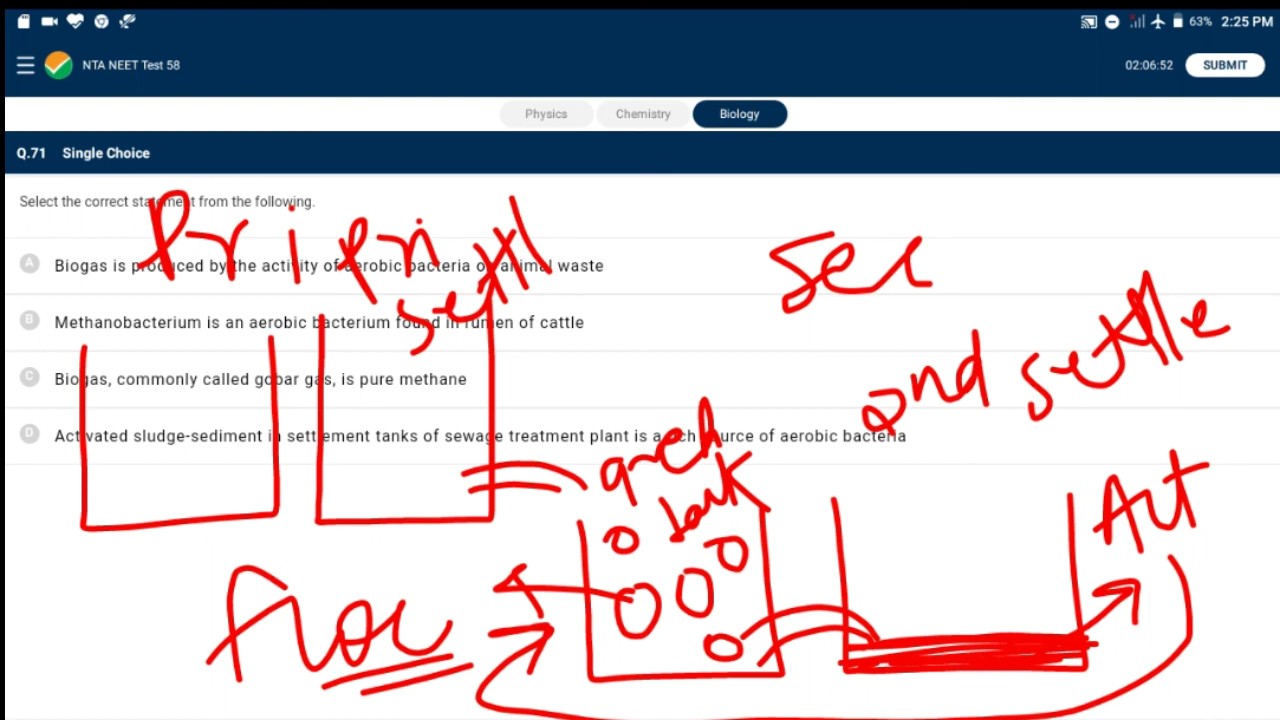 63% 2:25 PM
NTA NEET Test 58
02:06:52 SUBMIT
Physics Chemistry Biology
Q.71 Single Choice
Select the correct statement from the following.
A Biogas is produced by the activity of aerobic bacteria on animal waste
B Methanobacterium is an aerobic bacterium found in rumen of cattle
C Biogas, commonly called gobar gas, is pure methane
D Activated sludge-sediment in settlement tanks of sewage treatment plant is a rich source of aerobic bacteria
Pri pri
settl
Sec
settle
Act
floc